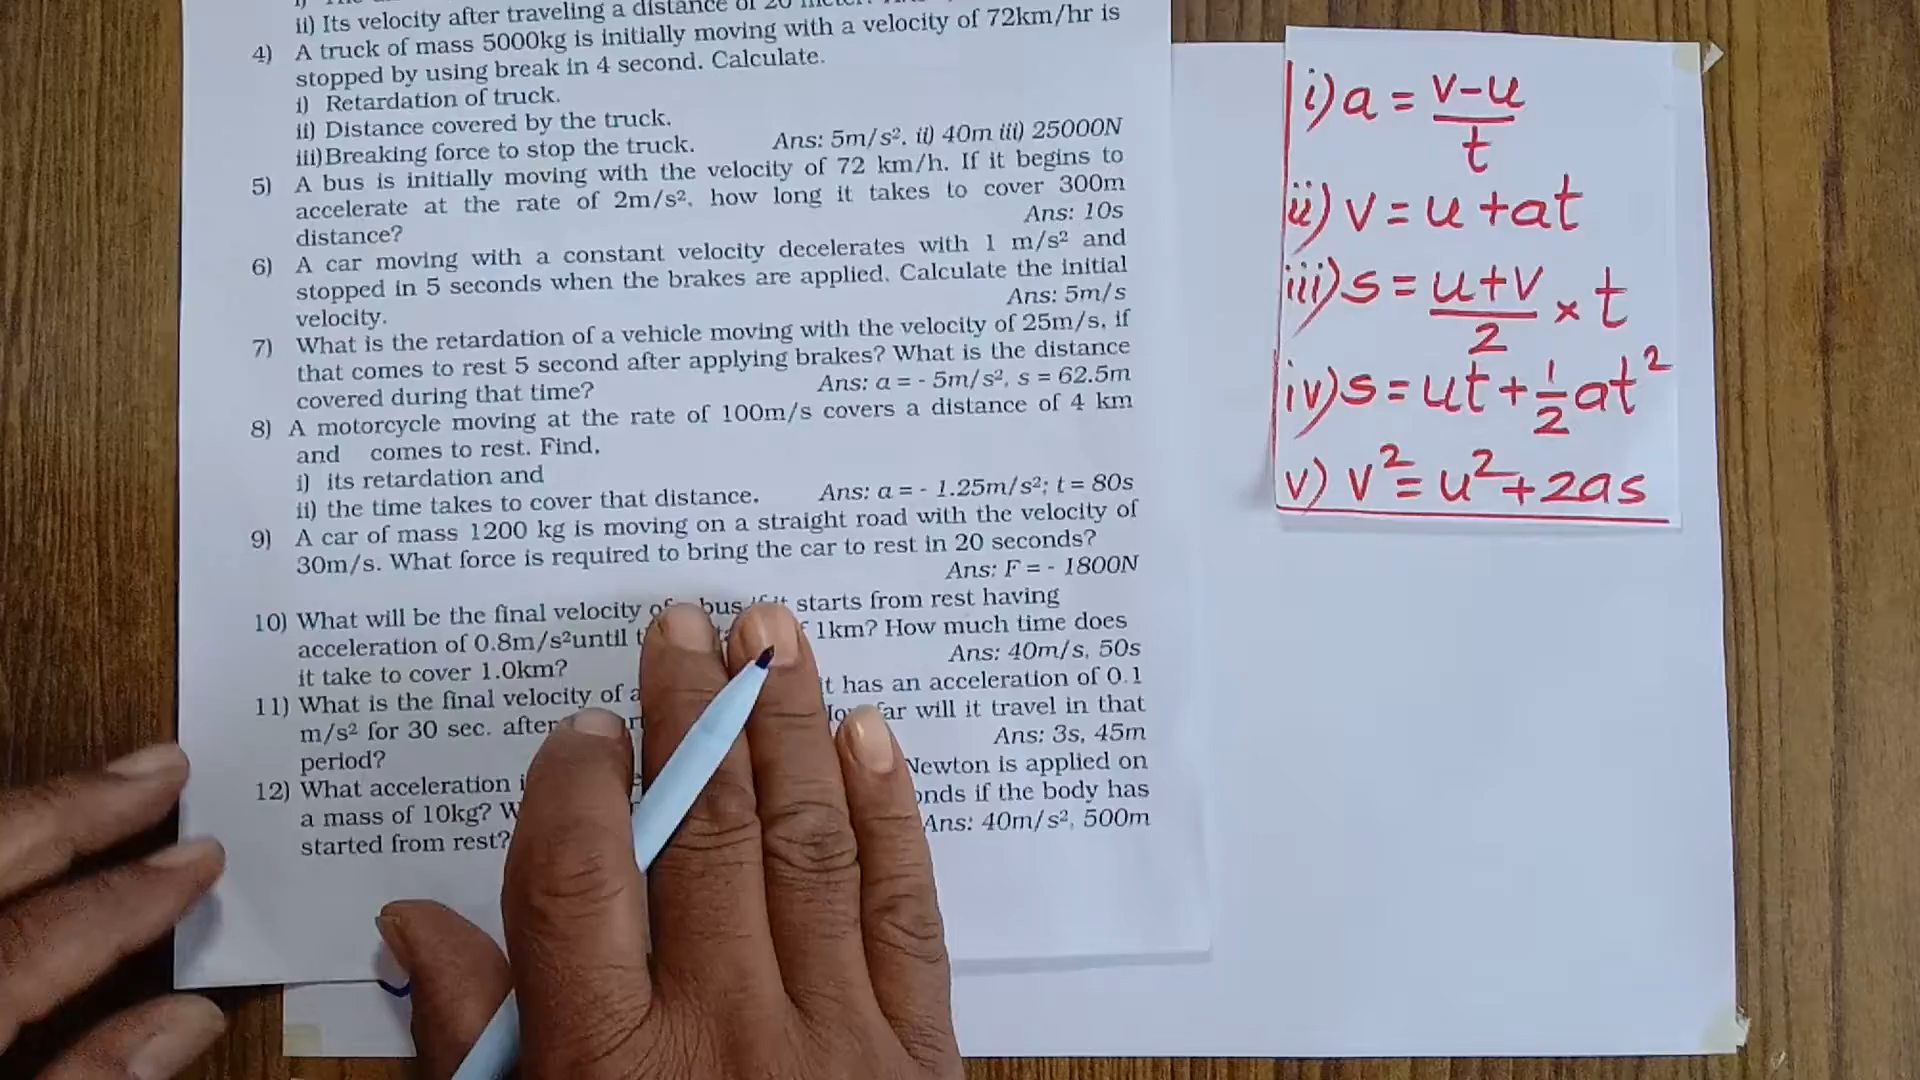 ii) Its velocity after traveling a distance of 20 meter.
4) A truck of mass 5000kg is initially moving with a velocity of 72km/hr is
stopped by using break in 4 second. Calculate.
i) Retardation of truck.
ii) Distance covered by the truck.
iii)Breaking force to stop the truck. Ans: 5m/s², ii) 40m iii) 25000N
5) A bus is initially moving with the velocity of 72 km/h. If it begins to
accelerate at the rate of 2m/s², how long it takes to cover 300m
distance? Ans: 10s
6) A car moving with a constant velocity decelerates with 1 m/s² and
stopped in 5 seconds when the brakes are applied. Calculate the initial
velocity. Ans: 5m/s
7) What is the retardation of a vehicle moving with the velocity of 25m/s, if
that comes to rest 5 second after applying brakes? What is the distance
covered during that time? Ans: a = - 5m/s², s = 62.5m
8) A motorcycle moving at the rate of 100m/s covers a distance of 4 km
and comes to rest. Find,
i) its retardation and
ii) the time takes to cover that distance. Ans: a = - 1.25m/s²; t = 80s
9) A car of mass 1200 kg is moving on a straight road with the velocity of
30m/s. What force is required to bring the car to rest in 20 seconds?
Ans: F = - 1800N
10) What will be the final velocity of bus if it starts from rest having
acceleration of 0.8m/s²until 1km? How much time does
it take to cover 1.0km? Ans: 40m/s, 50s
11) What is the final velocity of a it has an acceleration of 0.1
m/s² for 30 sec. after far will it travel in that
period? Ans: 3s, 45m
12) What acceleration Newton is applied on
a mass of 10kg? if the body has
started from rest? Ans: 40m/s², 500m
i) a = v-u / t
ii) v = u + at
iii) s = u+v / 2 × t
iv) s = ut + 1/2 at²
v) v² = u² + 2as